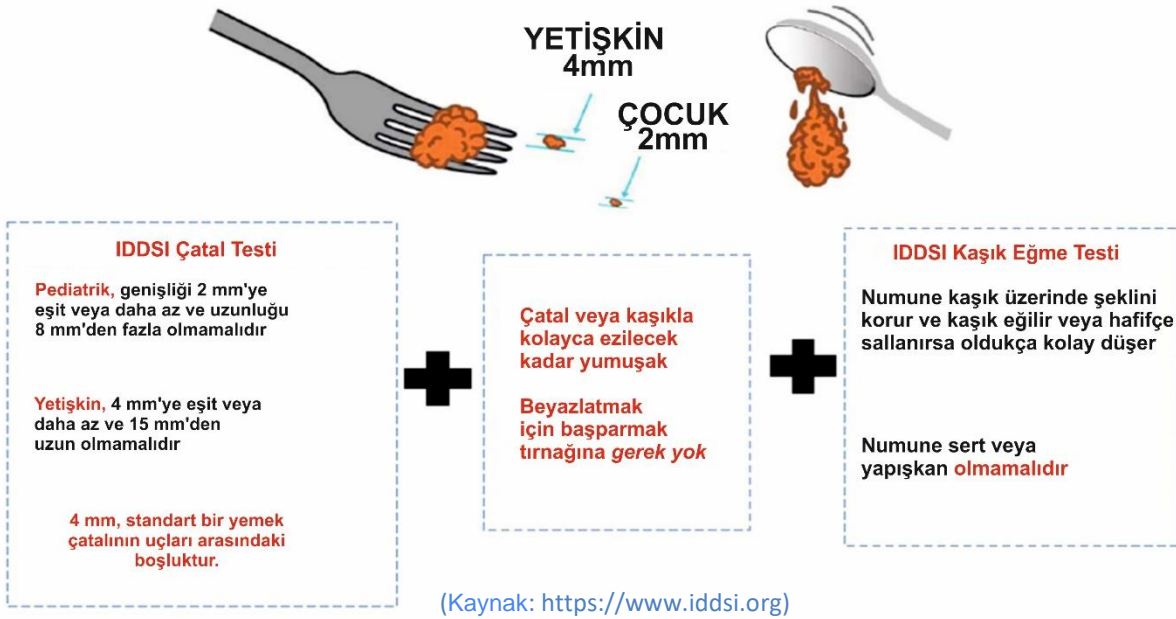 YETİŞKİN
4mm
ÇOCUK
2mm
IDDSI Çatal Testi
Pediatrik, genişliği 2 mm'ye
eşit veya daha az ve uzunluğu
8 mm'den fazla olmamalıdır
Yetişkin, 4 mm'ye eşit veya
daha az ve 15 mm'den
uzun olmamalıdır
4 mm, standart bir yemek
çatalının uçları arasındaki
boşluktur.
Çatal veya kaşıkla
kolayca ezilecek
kadar yumuşak
Beyazlatmak
için başparmak
tırnağına gerek yok
IDDSI Kaşık Eğme Testi
Numune kaşık üzerinde şeklini
korur ve kaşık eğilir veya hafifçe
sallanırsa oldukça kolay düşer
Numune sert veya
yapışkan olmamalıdır
(Kaynak: https://www.iddsi.org)